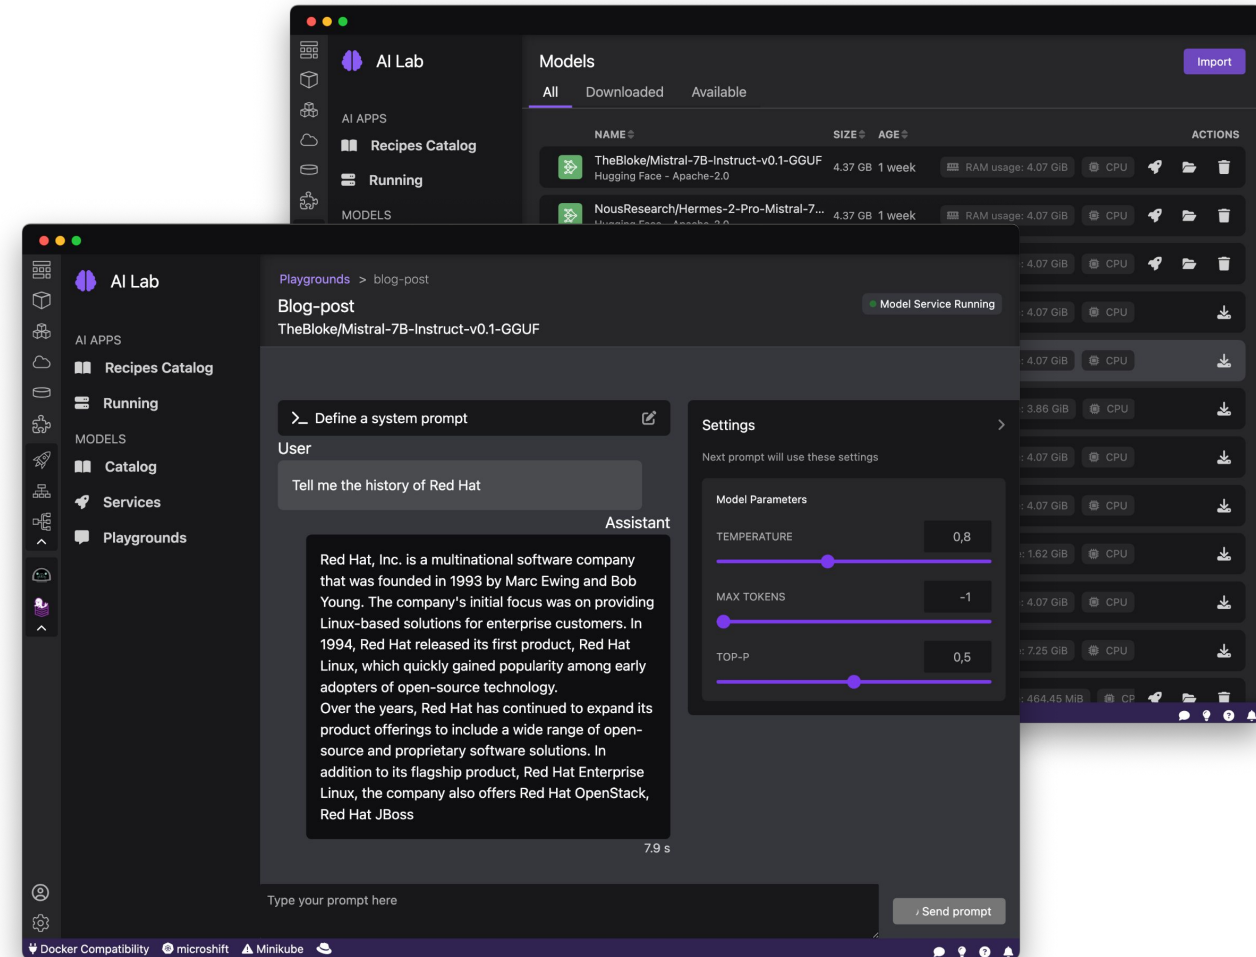 AI Lab
AI APPS
Recipes Catalog
Running
MODELS
Models
Import
All Downloaded Available
NAME SIZE AGE ACTIONS
TheBloke/Mistral-7B-Instruct-v0.1-GGUF 4.37 GB 1 week RAM usage: 4.07 GiB CPU
Hugging Face - Apache-2.0
NousResearch/Hermes-2-Pro-Mistral-7... 4.37 GB 1 week RAM usage: 4.07 GiB CPU
Hugging Face - Apache-2.0
: 4.07 GiB CPU
: 4.07 GiB CPU
: 4.07 GiB CPU
: 3.86 GiB CPU
: 4.07 GiB CPU
: 4.07 GiB CPU
: 1.62 GiB CPU
: 4.07 GiB CPU
: 7.25 GiB CPU
: 464.45 MiB CP
AI Lab
AI APPS
Recipes Catalog
Running
MODELS
Catalog
Services
Playgrounds
Playgrounds > blog-post
Blog-post
TheBloke/Mistral-7B-Instruct-v0.1-GGUF
Model Service Running
Define a system prompt
User
Tell me the history of Red Hat
Assistant
Red Hat, Inc. is a multinational software company
that was founded in 1993 by Marc Ewing and Bob
Young. The company's initial focus was on providing
Linux-based solutions for enterprise customers. In
1994, Red Hat released its first product, Red Hat
Linux, which quickly gained popularity among early
adopters of open-source technology.
Over the years, Red Hat has continued to expand its
product offerings to include a wide range of open-
source and proprietary software solutions. In
addition to its flagship product, Red Hat Enterprise
Linux, the company also offers Red Hat OpenStack,
Red Hat JBoss
7.9 s
Settings
Next prompt will use these settings
Model Parameters
TEMPERATURE 0,8
MAX TOKENS -1
TOP-P 0,5
Type your prompt here
Send prompt
Docker Compatibility microshift Minikube